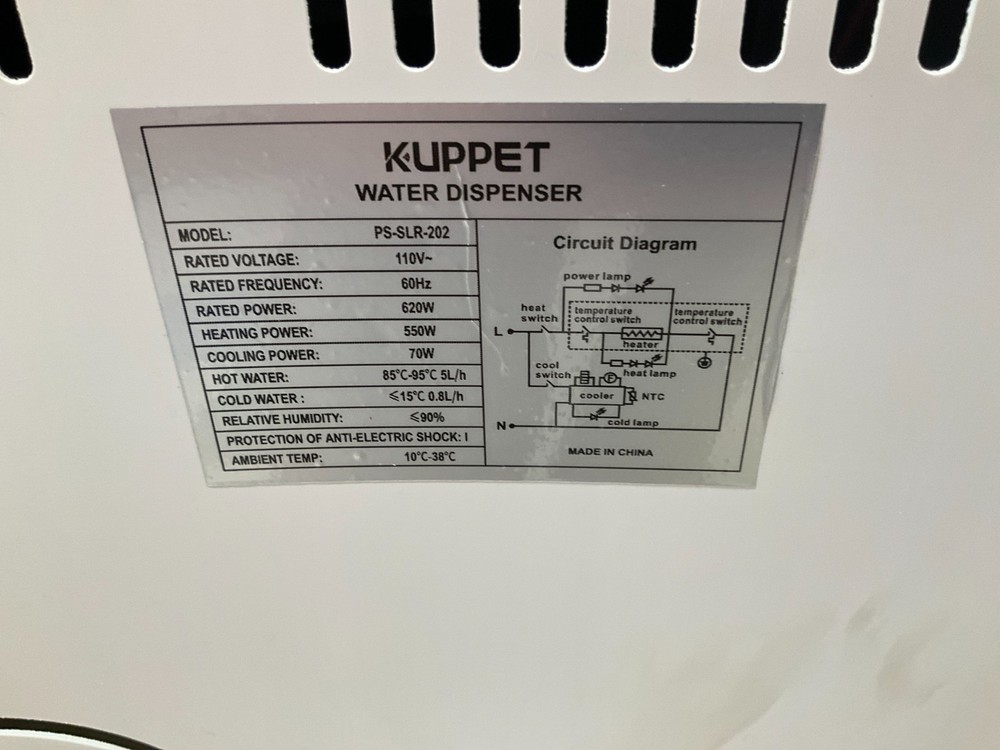 KUPPET
WATER DISPENSER
MODEL: PS-SLR-202
RATED VOLTAGE: 110V~
RATED FREQUENCY: 60Hz
RATED POWER: 620W
HEATING POWER: 550W
COOLING POWER: 70W
HOT WATER: 85°C-95°C 5L/h
COLD WATER : ≤15°C 0.8L/h
RELATIVE HUMIDITY: ≤90%
PROTECTION OF ANTI-ELECTRIC SHOCK: I
AMBIENT TEMP: 10°C-38°C
Circuit Diagram
power lamp
heat
switch
temperature
control switch
temperature
control switch
L
heater
cool
switch
heat lamp
F
cooler
NTC
cold lamp
N
MADE IN CHINA